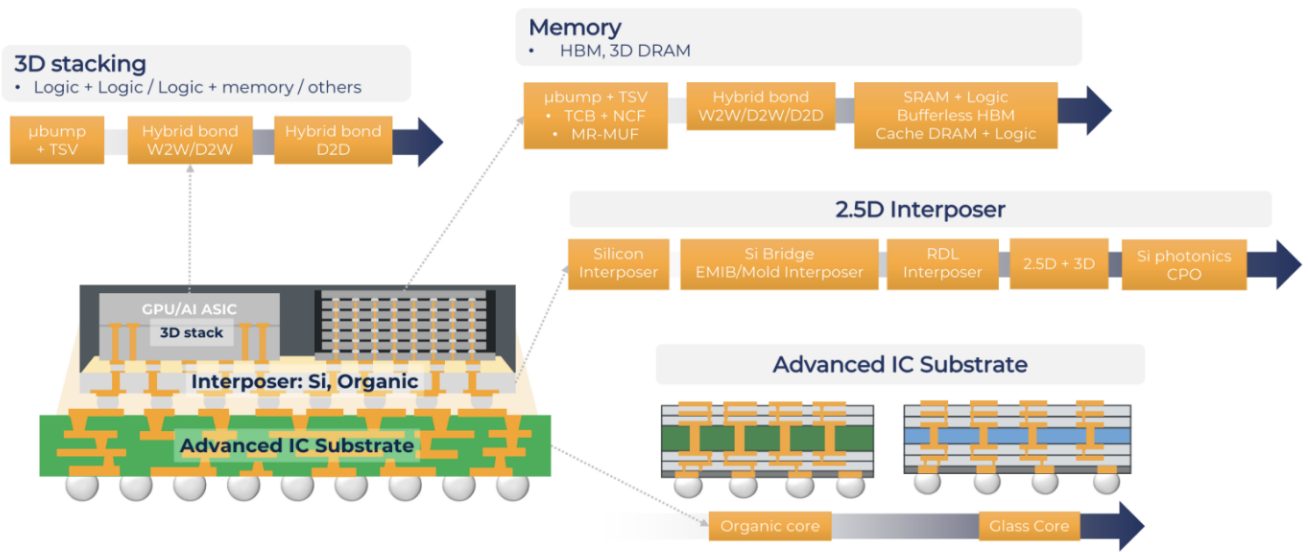 Memory
• HBM, 3D DRAM
3D stacking
• Logic + Logic / Logic + memory / others
µbump
+ TSV
Hybrid bond
W2W/D2W
Hybrid bond
D2D
µbump + TSV
• TCB + NCF
• MR-MUF
Hybrid bond
W2W/D2W/D2D
SRAM + Logic
Bufferless HBM
Cache DRAM + Logic
2.5D Interposer
Silicon
Interposer
Si Bridge
EMIB/Mold Interposer
RDL
Interposer
2.5D + 3D
Si photonics
CPO
GPU/AI ASIC
3D stack
Interposer: Si, Organic
Advanced IC Substrate
Advanced IC Substrate
Organic core
Glass Core